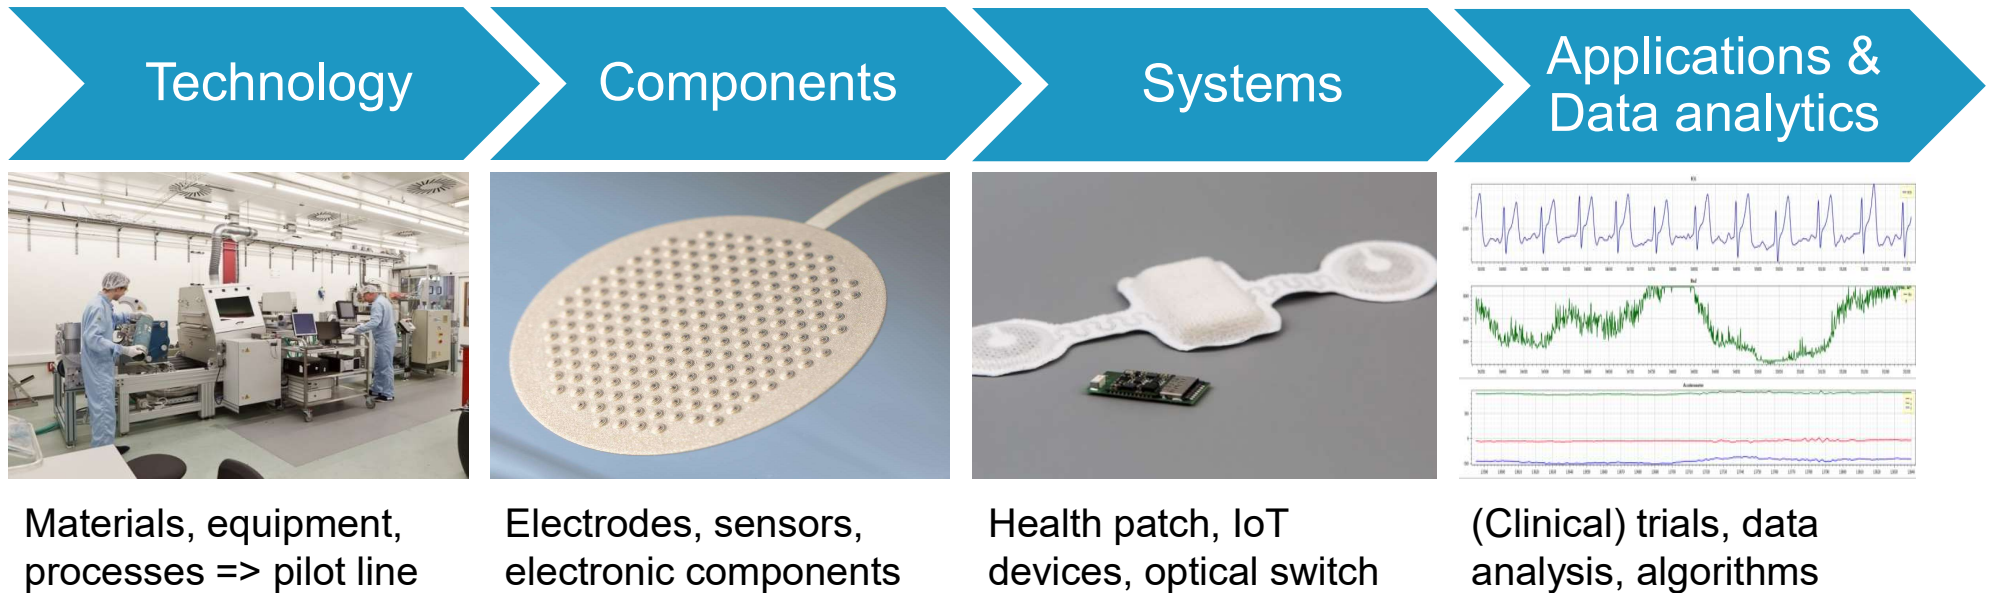 Technology
Components
Systems
Applications &
Data analytics
Materials, equipment,
processes => pilot line
Electrodes, sensors,
electronic components
Health patch, IoT
devices, optical switch
(Clinical) trials, data
analysis, algorithms